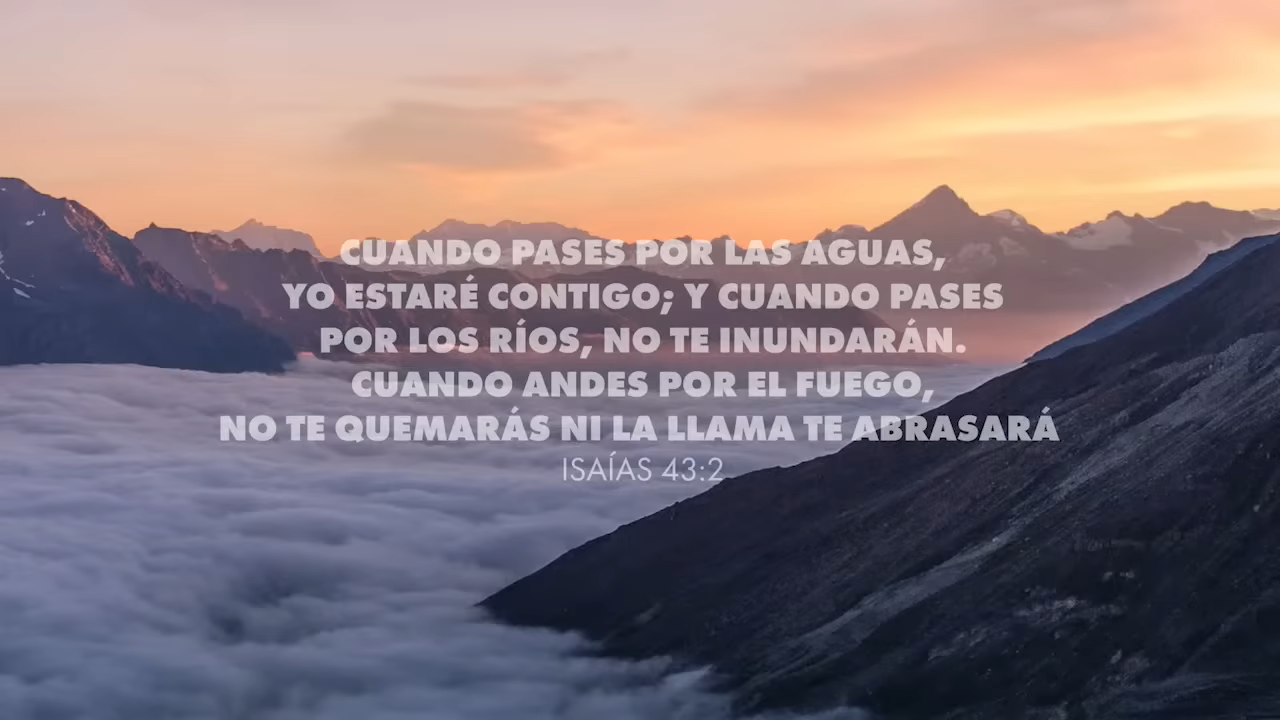 CUANDO PASES POR LAS AGUAS,
YO ESTARÉ CONTIGO; Y CUANDO PASES
POR LOS RÍOS, NO TE INUNDARÁN.
CUANDO ANDES POR EL FUEGO,
NO TE QUEMARÁS NI LA LLAMA TE ABRASARÁ
ISAÍAS 43:2